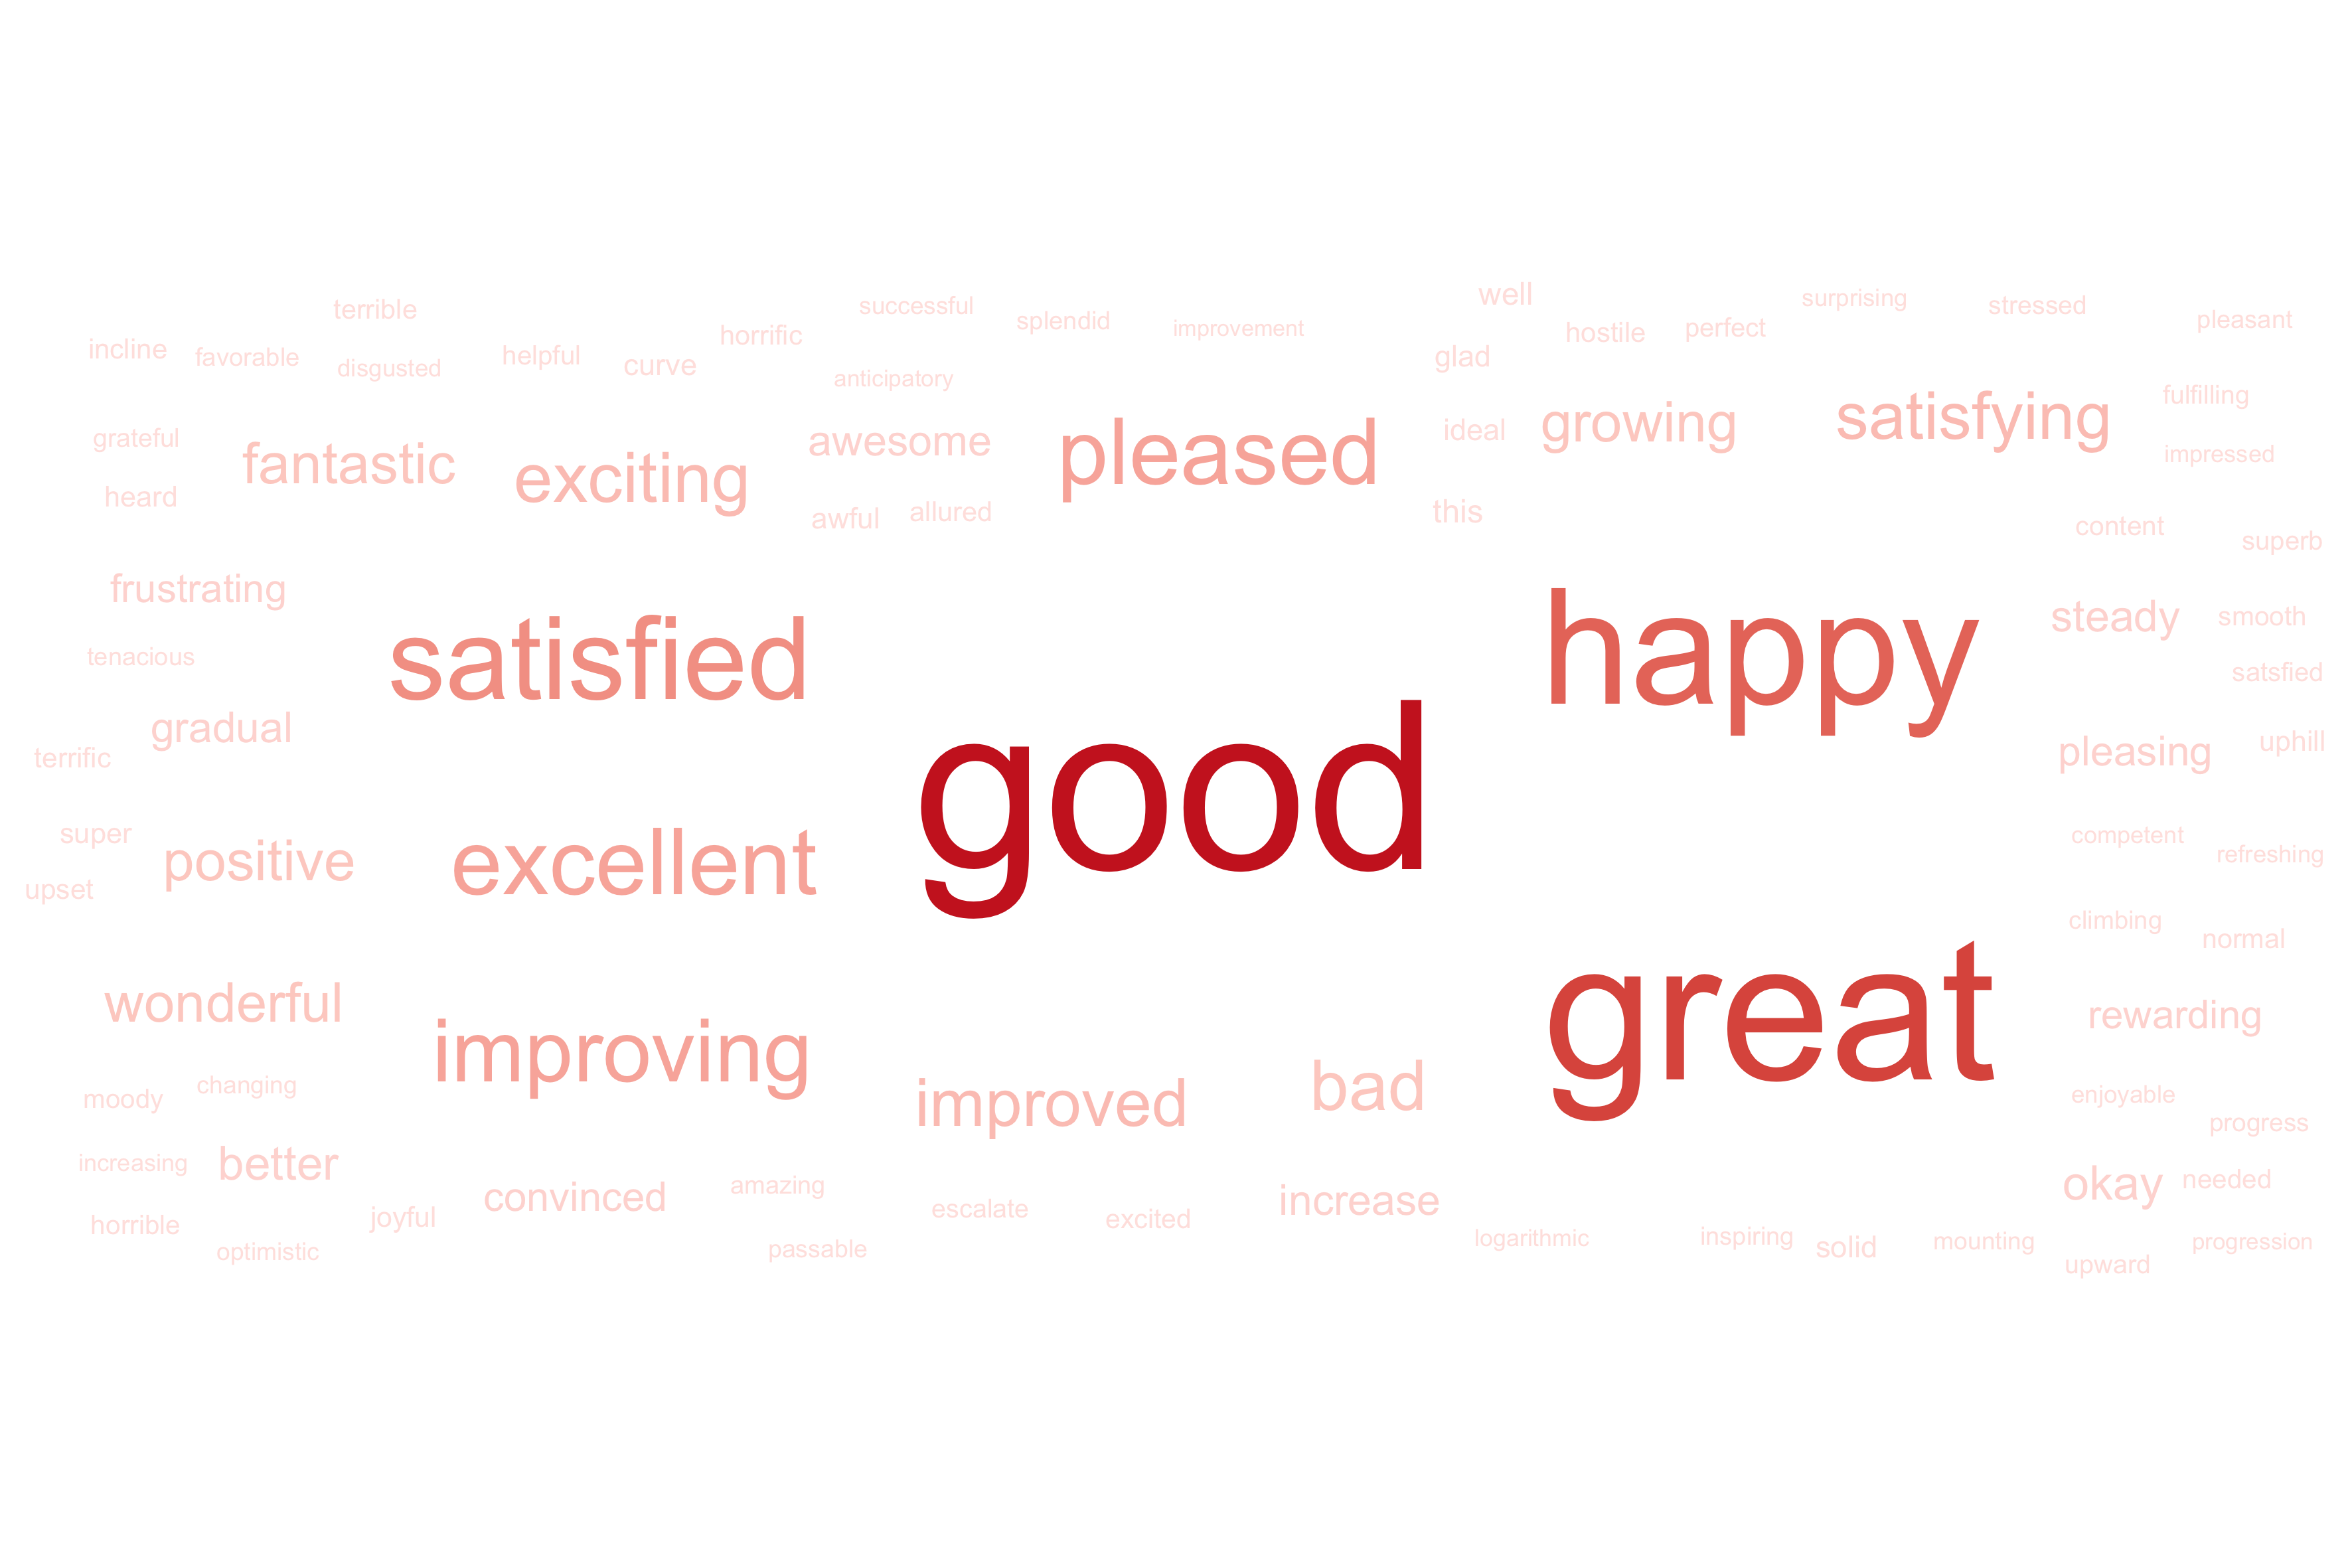 terrible
successful
well
surprising
stressed
incline
favorable
disgusted
helpful
curve
horrific
splendid
improvement
hostile
perfect
pleasant
glad
anticipatory
grateful
fantastic
exciting
awesome
pleased
ideal
growing
satisfying
fulfilling
impressed
heard
awful
allured
this
content
superb
frustrating
satisfied
happy
steady
smooth
tenacious
satsfied
gradual
terrific
good
pleasing
uphill
super
positive
excellent
competent
refreshing
upset
climbing
normal
wonderful
improving
great
rewarding
moody
changing
improved
bad
enjoyable
progress
increasing
better
convinced
amazing
increase
okay
needed
horrible
joyful
escalate
excited
optimistic
passable
logarithmic
inspiring
solid
mounting
progression
upward